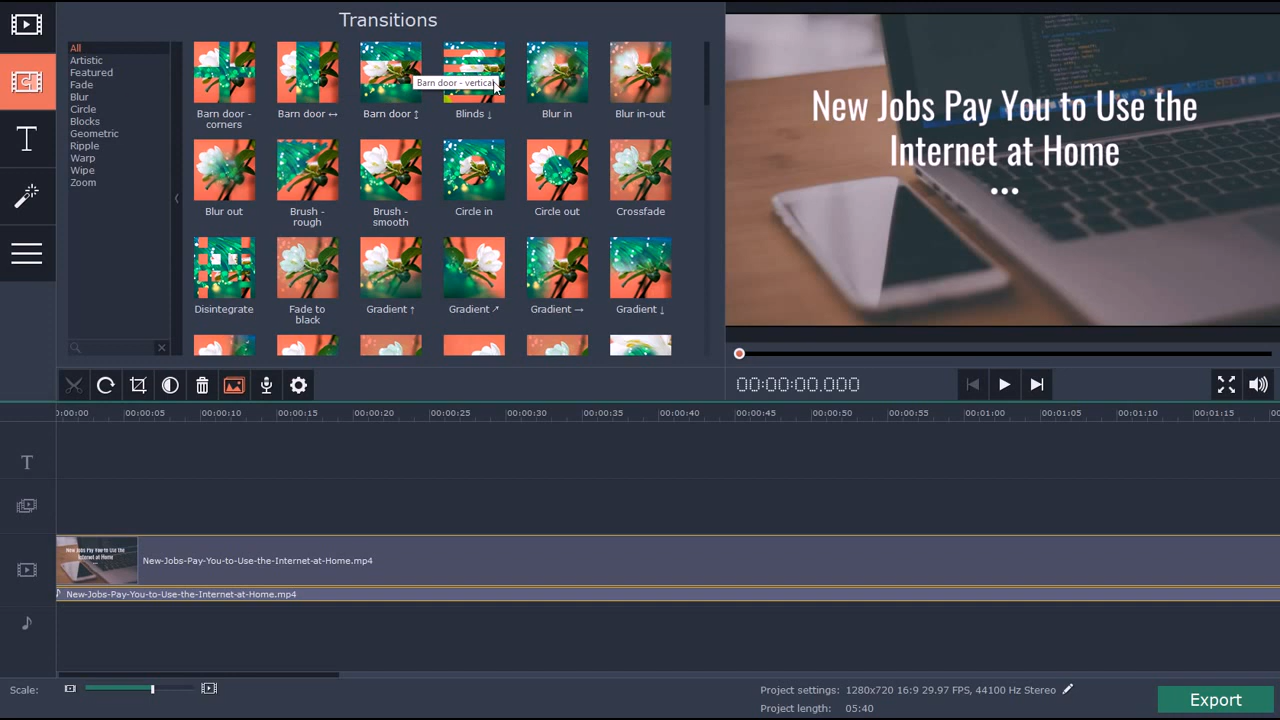 Transitions
All
Artistic
Featured
Fade
Blur
Circle
Blocks
Geometric
Ripple
Warp
Wipe
Zoom
Barn door - vertical
Barn door -
corners
Barn door ↔
Barn door ↕
Blinds ↓
Blur in
Blur in-out
Blur out
Brush -
rough
Brush -
smooth
Circle in
Circle out
Crossfade
Disintegrate
Fade to
black
Gradient ↑
Gradient ↗
Gradient →
Gradient ↓
New Jobs Pay You to Use the
Internet at Home
•••
00:00:00.000
00:00:05
00:00:10
00:00:15
00:00:20
00:00:25
00:00:30
00:00:35
00:00:40
00:00:45
00:00:50
00:00:55
00:01:00
00:01:05
00:01:10
00:01:15
T
New Jobs Pay You to Use the
Internet at Home
New-Jobs-Pay-You-to-Use-the-Internet-at-Home.mp4
New-Jobs-Pay-You-to-Use-the-Internet-at-Home.mp4
Scale:
Project settings: 1280x720 16:9 29.97 FPS, 44100 Hz Stereo
Project length: 05:40
Export